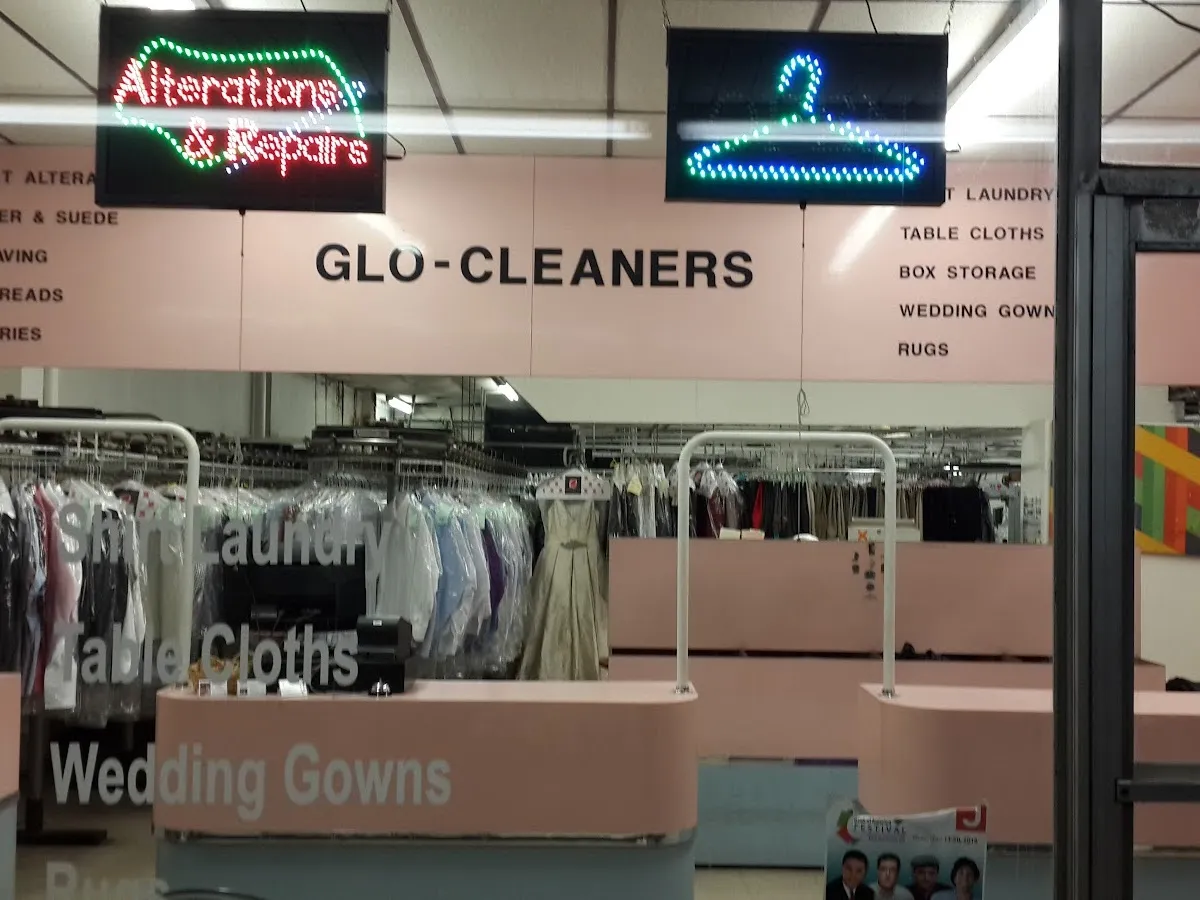 Alterations
& Repairs
T ALTERA
ER & SUEDE
AVING
READS
RIES
GLO-CLEANERS
T LAUNDRY
TABLE CLOTHS
BOX STORAGE
WEDDING GOWN
RUGS
Shirt Laundry
Table Cloths
Wedding Gowns
Rugs
FESTIVAL
J